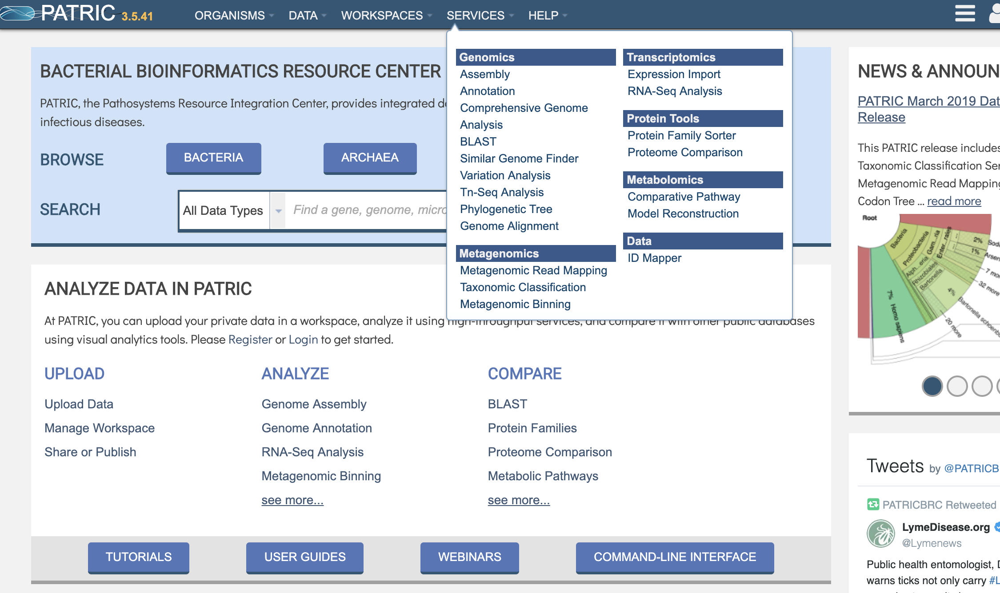 PATRIC 3.5.41
ORGANISMS DATA WORKSPACES SERVICES HELP
BACTERIAL BIOINFORMATICS RESOURCE CENTER
PATRIC, the Pathosystems Resource Integration Center, provides integrated
infectious diseases.
BROWSE
BACTERIA
ARCHAEA
SEARCH
All Data Types
Find a gene, genome,
Genomics
Assembly
Annotation
Comprehensive Genome
Analysis
BLAST
Similar Genome Finder
Variation Analysis
Tn-Seq Analysis
Phylogenetic Tree
Genome Alignment
Metagenomics
Metagenomic Read Mapping
Taxonomic Classification
Metagenomic Binning
Transcriptomics
Expression Import
RNA-Seq Analysis
Protein Tools
Protein Family Sorter
Proteome Comparison
Metabolomics
Comparative Pathway
Model Reconstruction
Data
ID Mapper
ANALYZE DATA IN PATRIC
At PATRIC, you can upload your private data in a workspace, analyze it using high-throughput services, and compare it with other public databases
using visual analytics tools. Please Register or Login to get started.
UPLOAD
Upload Data
Manage Workspace
Share or Publish
ANALYZE
Genome Assembly
Genome Annotation
RNA-Seq Analysis
Metagenomic Binning
see more...
COMPARE
BLAST
Protein Families
Proteome Comparison
Metabolic Pathways
see more...
TUTORIALS
USER GUIDES
WEBINARS
COMMAND-LINE INTERFACE
NEWS & ANNOUN
PATRIC March 2019 Dat
Release
This PATRIC release includes
Taxonomic Classification Ser
Metagenomic Read Mapping
Codon Tree ... read more
Root
Bacteria
Proteobacteria
Gam...ria
Enter...rales
Alph...eria
Rhizobiales
Bartonella
2%
1%
7 mo
32 more
4%
20 more
7% Homo sapiens
Tweets by @PATRICB
PATRICBRC Retweeted
LymeDisease.org
@Lymenews
Public health entomologist,
warns ticks not only carry #L